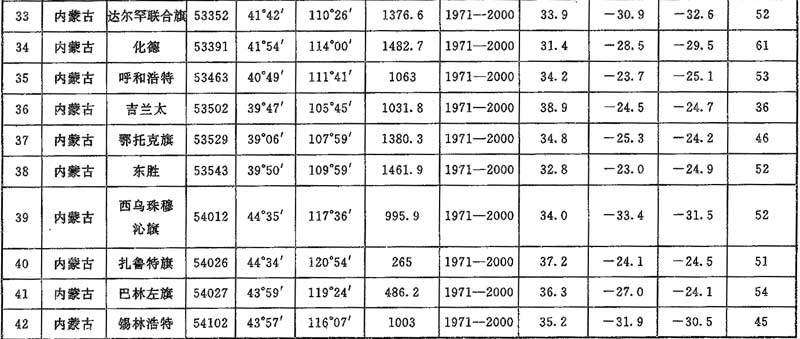 33 内蒙古 达尔罕联合旗 53352 41°42′ 110°26′ 1376.6 1971—2000 33.9 -30.9 -32.6 52
34 内蒙古 化德 53391 41°54′ 114°00′ 1482.7 1971—2000 31.4 -28.5 -29.5 61
35 内蒙古 呼和浩特 53463 40°49′ 111°41′ 1063 1971—2000 34.2 -23.7 -25.1 53
36 内蒙古 吉兰太 53502 39°47′ 105°45′ 1031.8 1971—2000 38.9 -24.5 -24.7 36
37 内蒙古 鄂托克旗 53529 39°06′ 107°59′ 1380.3 1971—2000 34.8 -25.3 -24.2 46
38 内蒙古 东胜 53543 39°50′ 109°59′ 1461.9 1971—2000 32.8 -23.0 -24.9 52
39 内蒙古 西乌珠穆 54012 44°35′ 117°36′ 995.9 1971—2000 34.0 -33.4 -31.5 52
沁旗
40 内蒙古 扎鲁特旗 54026 44°34′ 120°54′ 265 1971—2000 37.2 -24.1 -24.5 51
41 内蒙古 巴林左旗 54027 43°59′ 119°24′ 486.2 1971—2000 36.3 -27.0 -24.1 54
42 内蒙古 锡林浩特 54102 43°57′ 116°07′ 1003 1971—2000 35.2 -31.9 -30.5 45